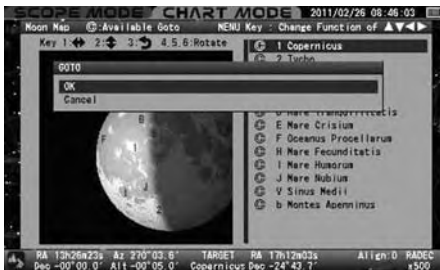 SCOPE MODE CHART MODE 2011/02/26 08:46:03
Moon Map G:Available Goto MENU Key : Change Function of ▲▼◀▶
Key 1: 2: 3: 4,5,6:Rotate
G 1 Copernicus
G 2 Tycho
GOTO
OK
Cancel
G E Mare Crisium
G F Oceanus Procellarum
G H Mare Fecunditatis
G I Mare Humorum
G J Mare Nubium
G V Sinus Medii
G b Montes Apenninus
B
F
I
J
2
RA 13h26m23s Az 270°03.6' TARGET RA 17h12m03s Align:0 RADEC
Dec -00°00.0' Alt -00°05.0' Copernicus Dec -24°43.7' x500